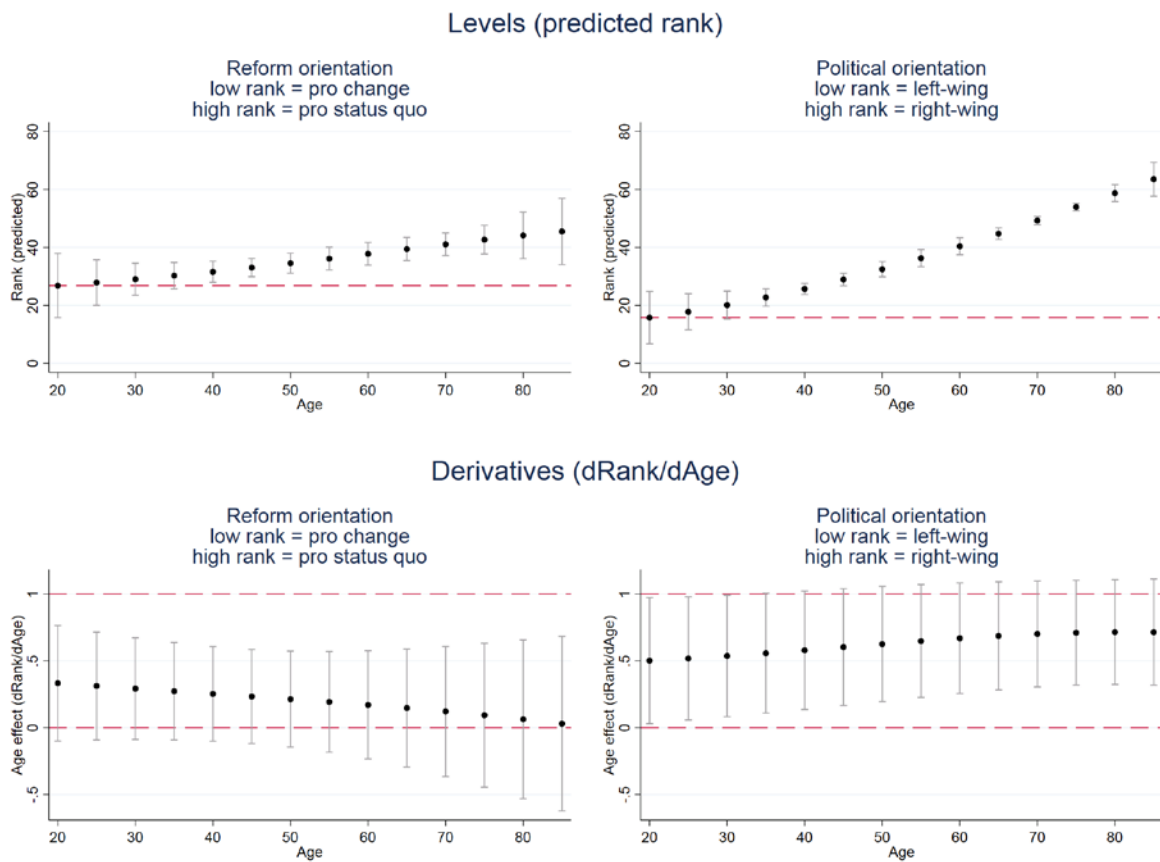 Levels (predicted rank)
Reform orientation
low rank = pro change
high rank = pro status quo
Rank (predicted)
80
60
40
20
0
20 30 40 50 60 70 80
Age
Political orientation
low rank = left-wing
high rank = right-wing
Rank (predicted)
80
60
40
20
0
20 30 40 50 60 70 80
Age
Derivatives (dRank/dAge)
Reform orientation
low rank = pro change
high rank = pro status quo
Age effect (dRank/dAge)
1
.5
0
-.5
20 30 40 50 60 70 80
Age
Political orientation
low rank = left-wing
high rank = right-wing
Age effect (dRank/dAge)
1
.5
0
-.5
20 30 40 50 60 70 80
Age